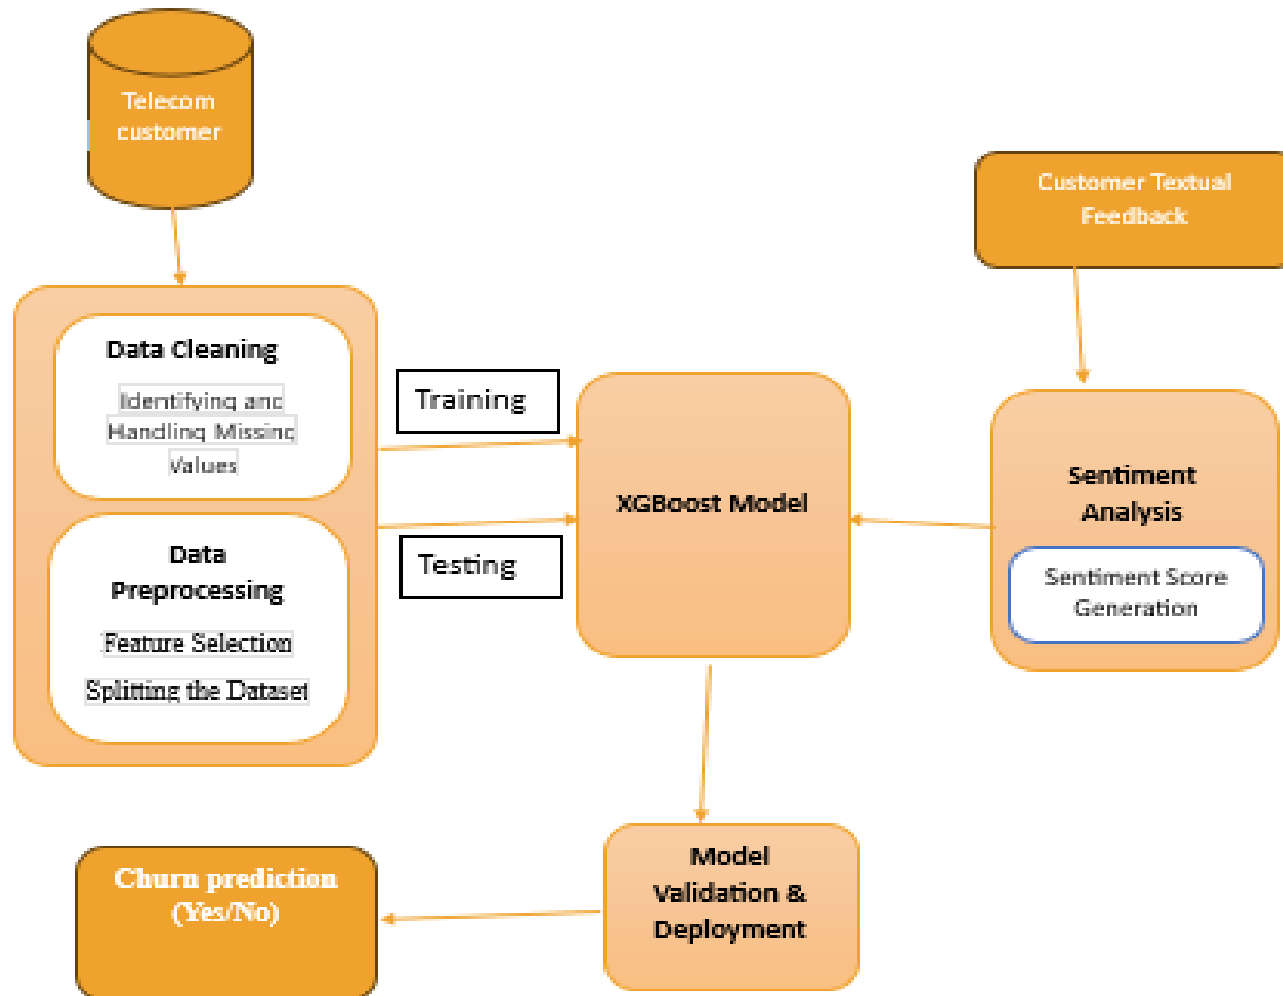 Telecom
customer
Customer Textual
Feedback
Data Cleaning
Identifying and
Handling Missing
Values
Training
XGBoost Model
Testing
Sentiment
Analysis
Sentiment Score
Generation
Data
Preprocessing
Feature Selection
Splitting the Dataset
Model
Validation &
Deployment
Churn prediction
(Yes/No)